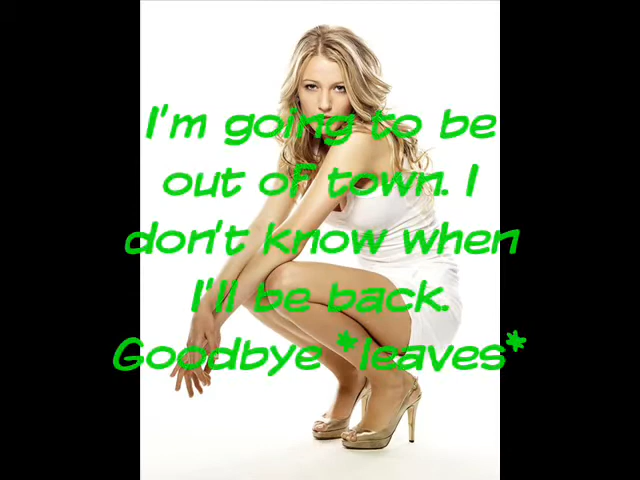 I'm going to be
out of town. I
don't know when
I'll be back.
Goodbye *leaves*